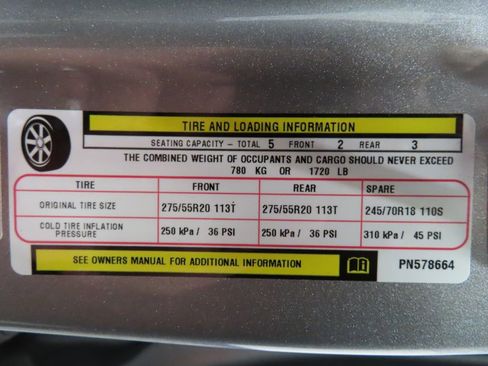 TIRE AND LOADING INFORMATION
SEATING CAPACITY - TOTAL 5 FRONT 2 REAR 3
THE COMBINED WEIGHT OF OCCUPANTS AND CARGO SHOULD NEVER EXCEED
780 KG OR 1720 LB
TIRE FRONT REAR SPARE
ORIGINAL TIRE SIZE 275/55R20 113T 275/55R20 113T 245/70R18 110S
COLD TIRE INFLATION PRESSURE 250 kPa / 36 PSI 250 kPa / 36 PSI 310 kPa / 45 PSI
SEE OWNERS MANUAL FOR ADDITIONAL INFORMATION PN578664